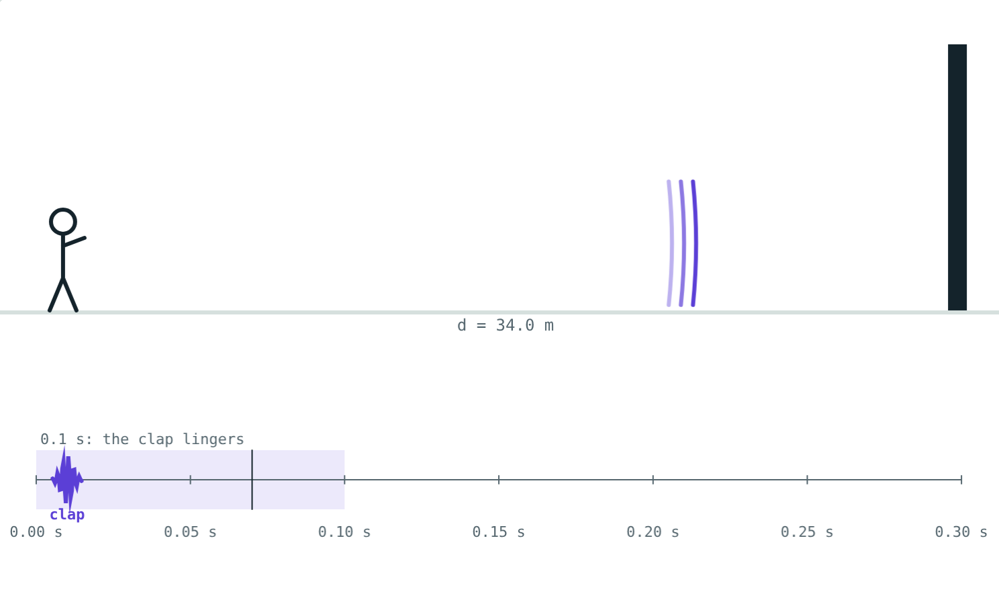 d = 34.0 m
0.1 s: the clap lingers
clap
0.00 s 0.05 s 0.10 s 0.15 s 0.20 s 0.25 s 0.30 s